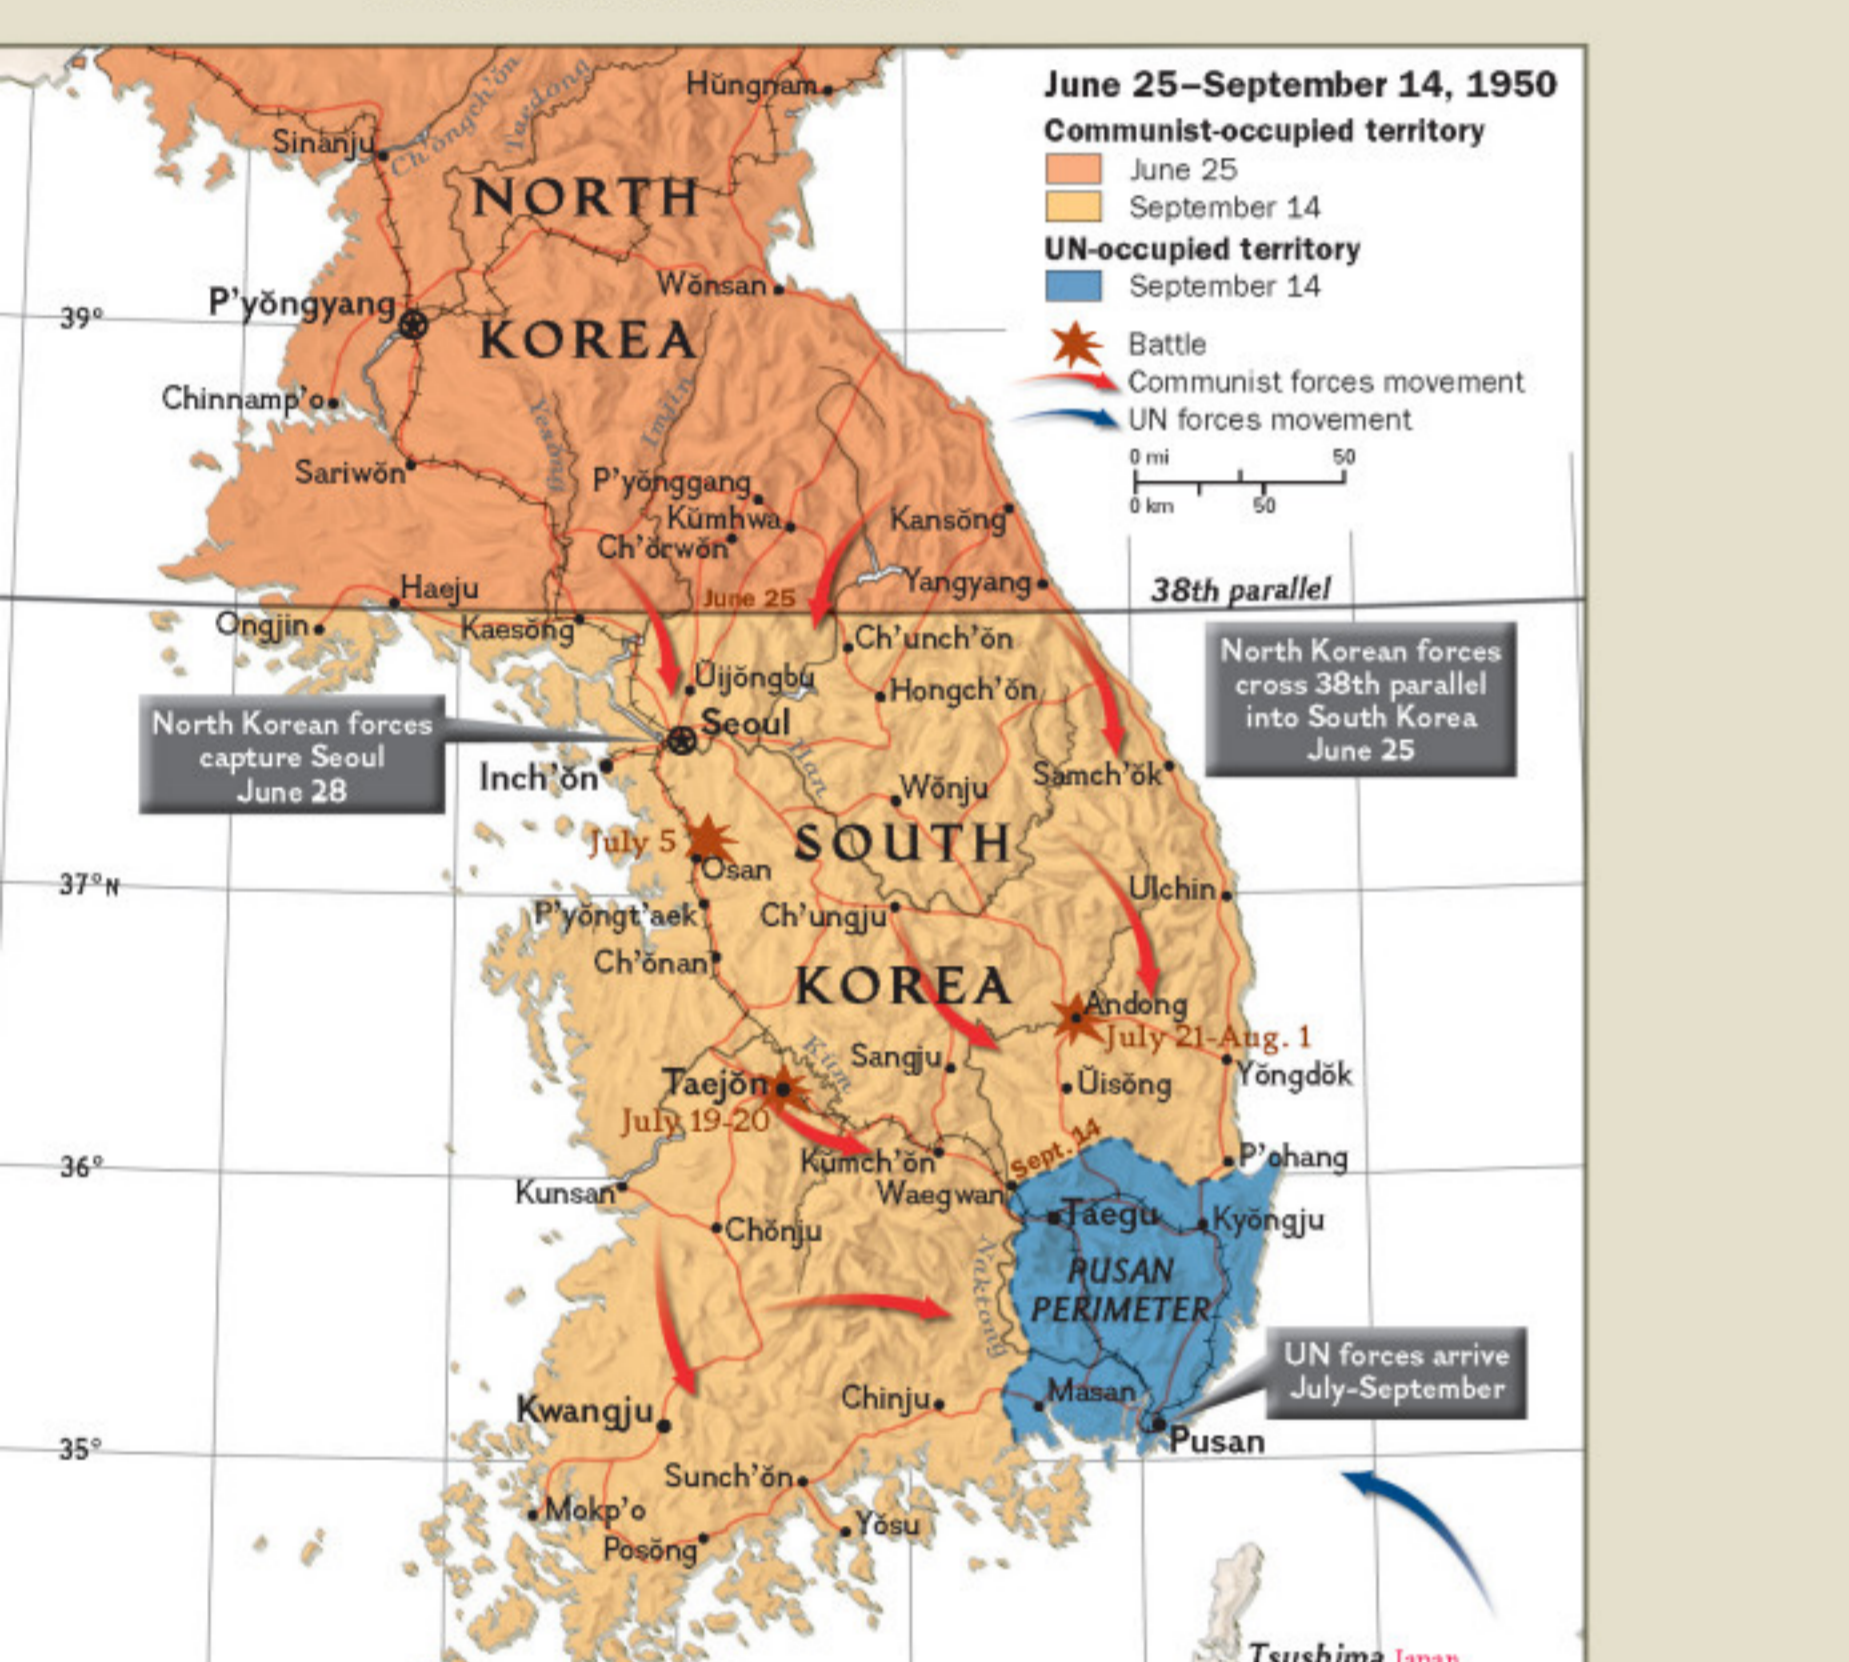 June 25–September 14, 1950
Communist-occupied territory
June 25
September 14
UN-occupied territory
September 14
Battle
Communist forces movement
UN forces movement
0 mi 50
0 km 50
Hŭngnam
Ch'ŏngch'ŏn
Taedong
Sinanju
NORTH
Wŏnsan
P'yŏngyang
39°
KOREA
Chinnamp'o
Yesŏng
Imjin
Sariwŏn
P'yŏnggang
Kŭmhwa
Kansŏng
Ch'ŏrwŏn
Yangyang
Haeju
June 25
38th parallel
Ongjin
Kaesŏng
Ch'unch'ŏn
North Korean forces
cross 38th parallel
into South Korea
June 25
Ŭijŏngbu
Hongch'ŏn
North Korean forces
capture Seoul
June 28
Seoul
Han
Inch'ŏn
Samch'ŏk
Wŏnju
July 5
SOUTH
Osan
37°N
Ulchin
P'yŏngt'aek
Ch'ungju
Ch'ŏnan
KOREA
Andong
July 21-Aug. 1
Kŭm
Sangju
Taejŏn
Ŭisŏng
Yŏngdŏk
July 19-20
Sept. 14
36°
Kŭmch'ŏn
P'ohang
Kunsan
Waegwan
Chŏnju
Taegu
Kyŏngju
Naktong
PUSAN
PERIMETER
UN forces arrive
July-September
Chinju
Masan
Kwangju
Pusan
35°
Sunch'ŏn
Mokp'o
Yŏsu
Posŏng
Tsushima Japan